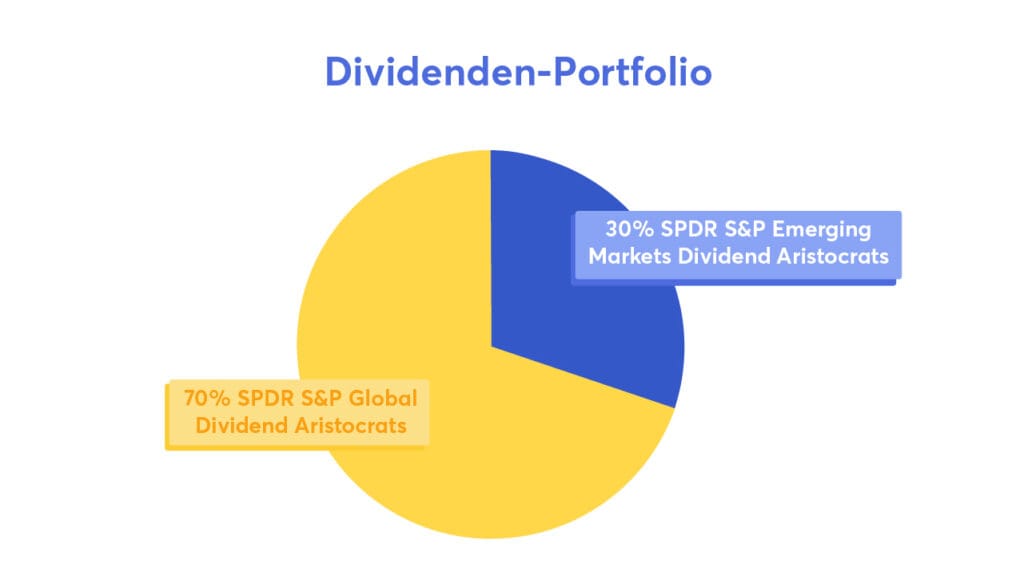 Dividenden-Portfolio
30% SPDR S&P Emerging
Markets Dividend Aristocrats
70% SPDR S&P Global
Dividend Aristocrats